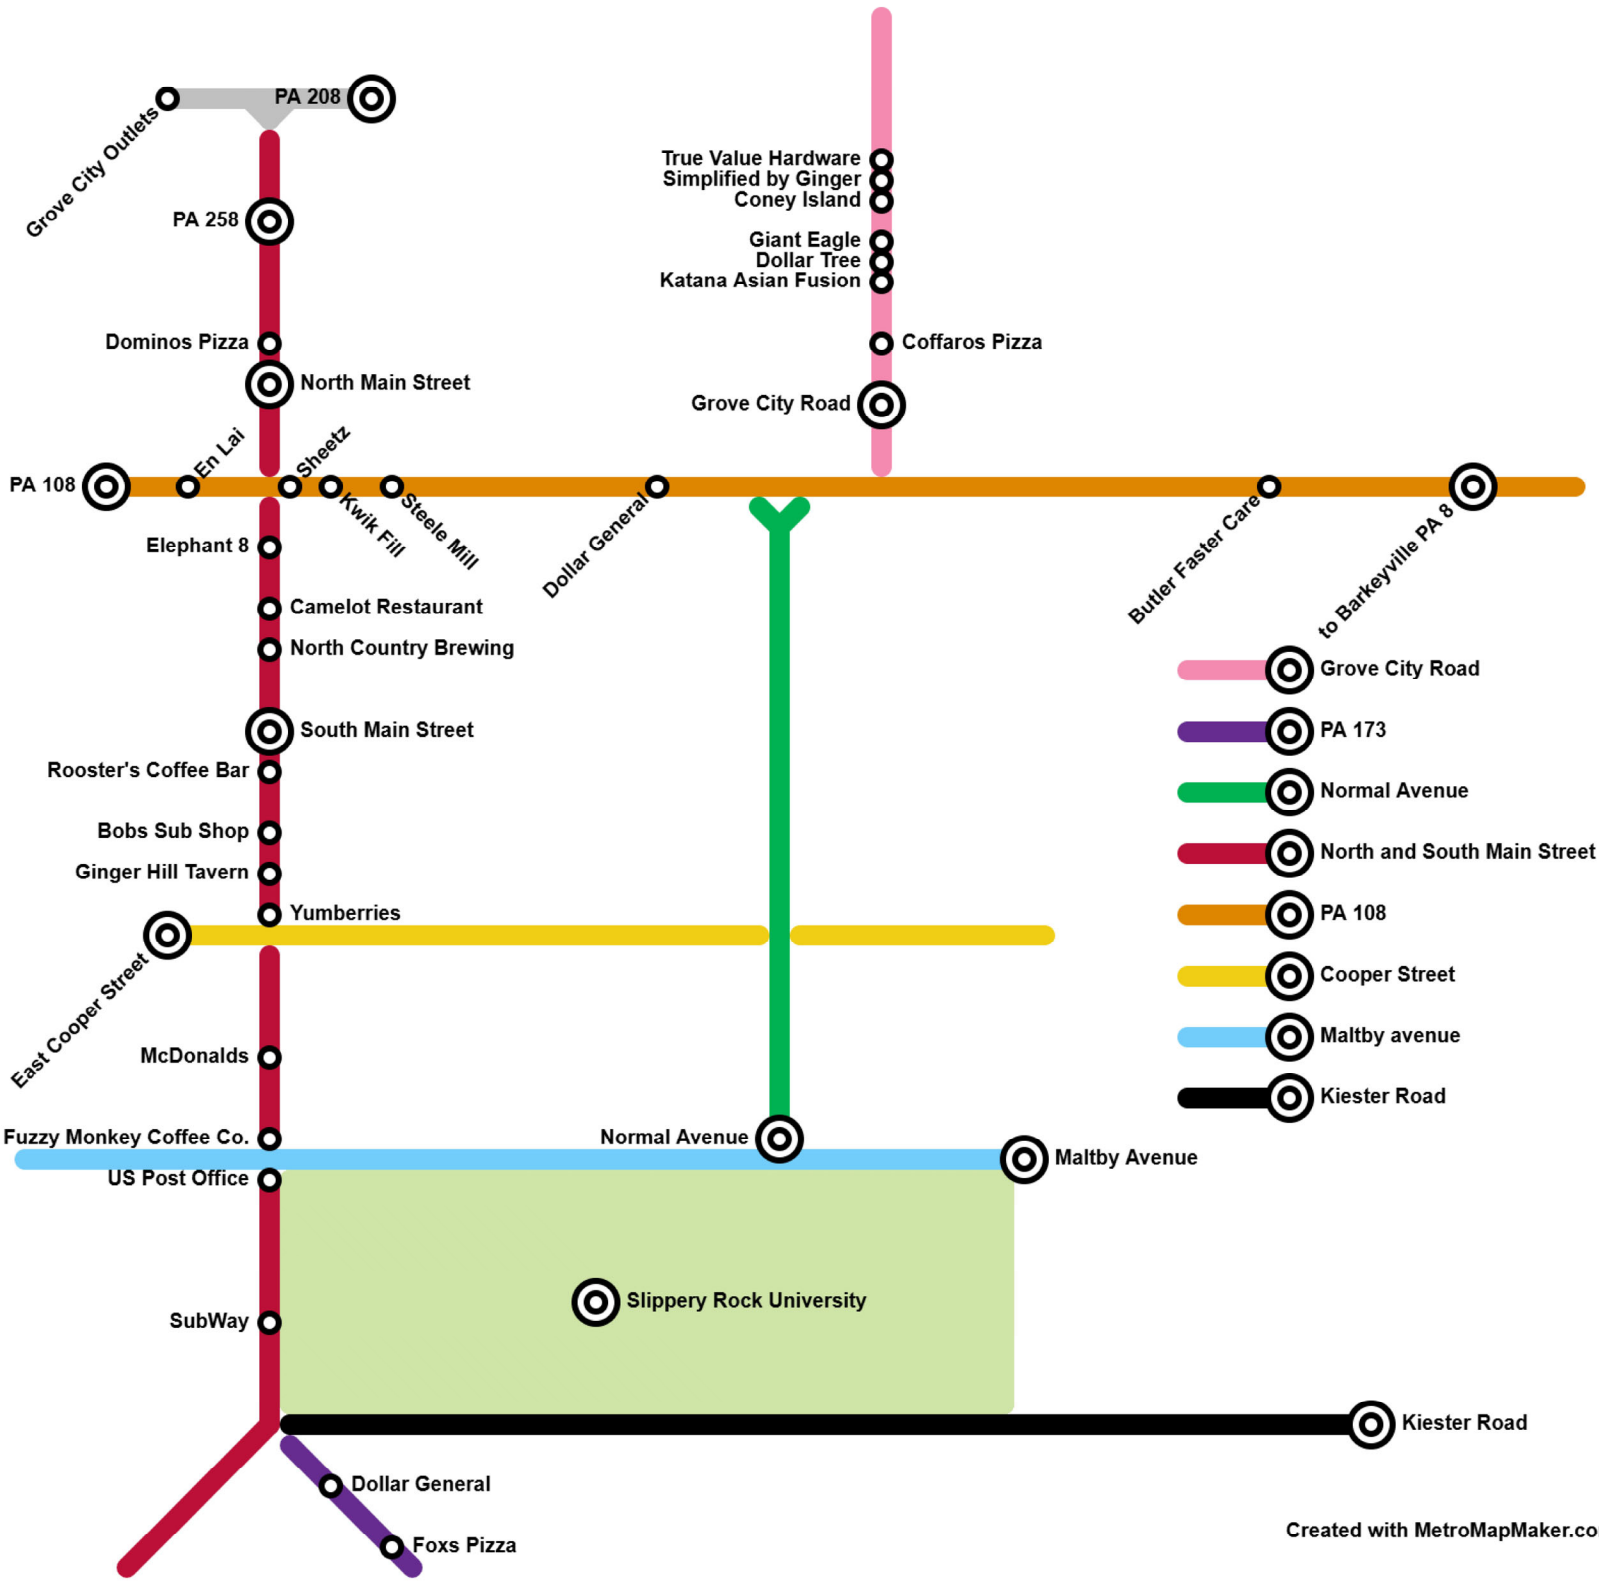 PA 208
Grove City Outlets
PA 258
True Value Hardware
Simplified by Ginger
Coney Island
Giant Eagle
Dollar Tree
Katana Asian Fusion
Dominos Pizza
Coffaros Pizza
North Main Street
Grove City Road
En Lai
Sheetz
PA 108
Kwik Fill
Steele Mill
Dollar General
Butler Faster Care
to Barkeyville PA 8
Elephant 8
Camelot Restaurant
North Country Brewing
South Main Street
Rooster's Coffee Bar
Bobs Sub Shop
Ginger Hill Tavern
Yumberries
East Cooper Street
McDonalds
Fuzzy Monkey Coffee Co.
Normal Avenue
Maltby Avenue
US Post Office
Slippery Rock University
SubWay
Kiester Road
Dollar General
Foxs Pizza
Grove City Road
PA 173
Normal Avenue
North and South Main Street
PA 108
Cooper Street
Maltby avenue
Kiester Road
Created with MetroMapMaker.co